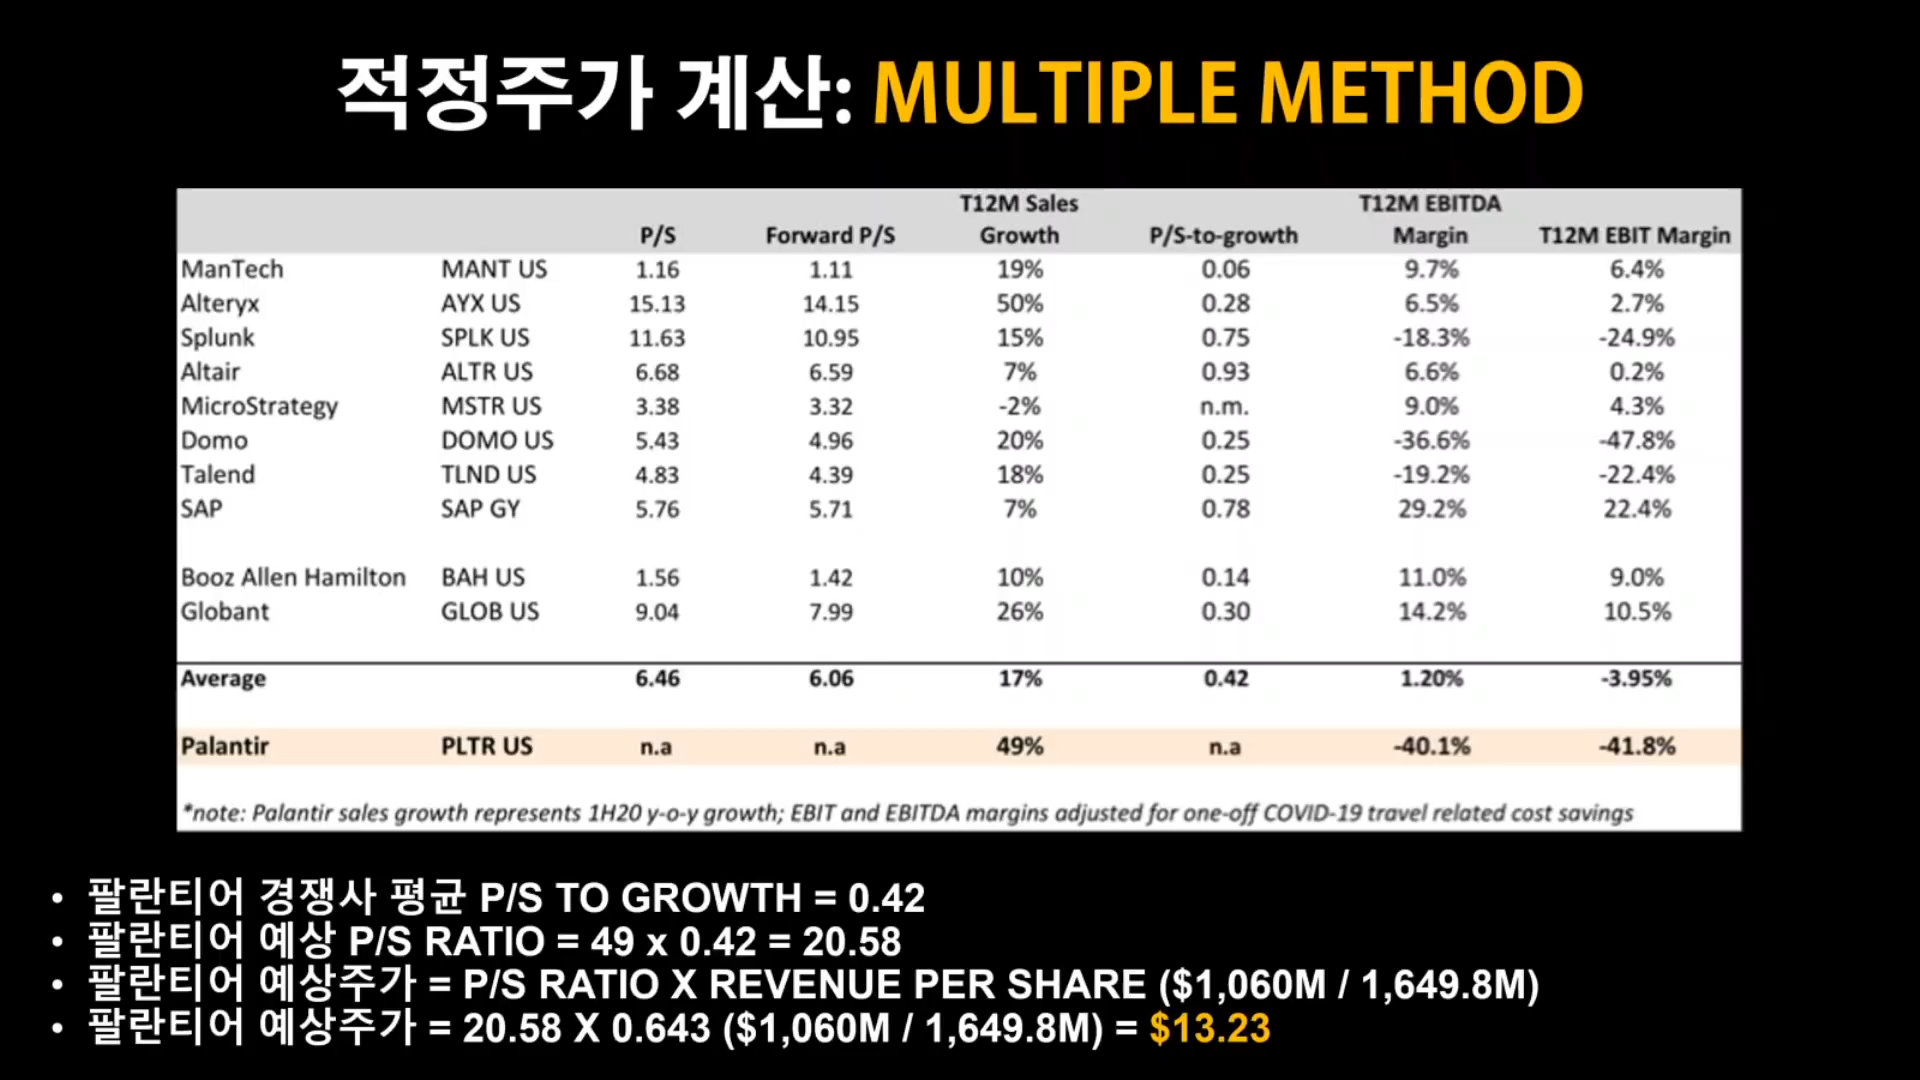 적정주가 계산: MULTIPLE METHOD
P/S Forward P/S T12M Sales Growth P/S-to-growth T12M EBITDA Margin T12M EBIT Margin
ManTech MANT US 1.16 1.11 19% 0.06 9.7% 6.4%
Alteryx AYX US 15.13 14.15 50% 0.28 6.5% 2.7%
Splunk SPLK US 11.63 10.95 15% 0.75 -18.3% -24.9%
Altair ALTR US 6.68 6.59 7% 0.93 6.6% 0.2%
MicroStrategy MSTR US 3.38 3.32 -2% n.m. 9.0% 4.3%
Domo DOMO US 5.43 4.96 20% 0.25 -36.6% -47.8%
Talend TLND US 4.83 4.39 18% 0.25 -19.2% -22.4%
SAP SAP GY 5.76 5.71 7% 0.78 29.2% 22.4%
Booz Allen Hamilton BAH US 1.56 1.42 10% 0.14 11.0% 9.0%
Globant GLOB US 9.04 7.99 26% 0.30 14.2% 10.5%
Average 6.46 6.06 17% 0.42 1.20% -3.95%
Palantir PLTR US n.a n.a 49% n.a -40.1% -41.8%
*note: Palantir sales growth represents 1H20 y-o-y growth; EBIT and EBITDA margins adjusted for one-off COVID-19 travel related cost savings
• 팔란티어 경쟁사 평균 P/S TO GROWTH = 0.42
• 팔란티어 예상 P/S RATIO = 49 x 0.42 = 20.58
• 팔란티어 예상주가 = P/S RATIO X REVENUE PER SHARE ($1,060M / 1,649.8M)
• 팔란티어 예상주가 = 20.58 X 0.643 ($1,060M / 1,649.8M) = $13.23